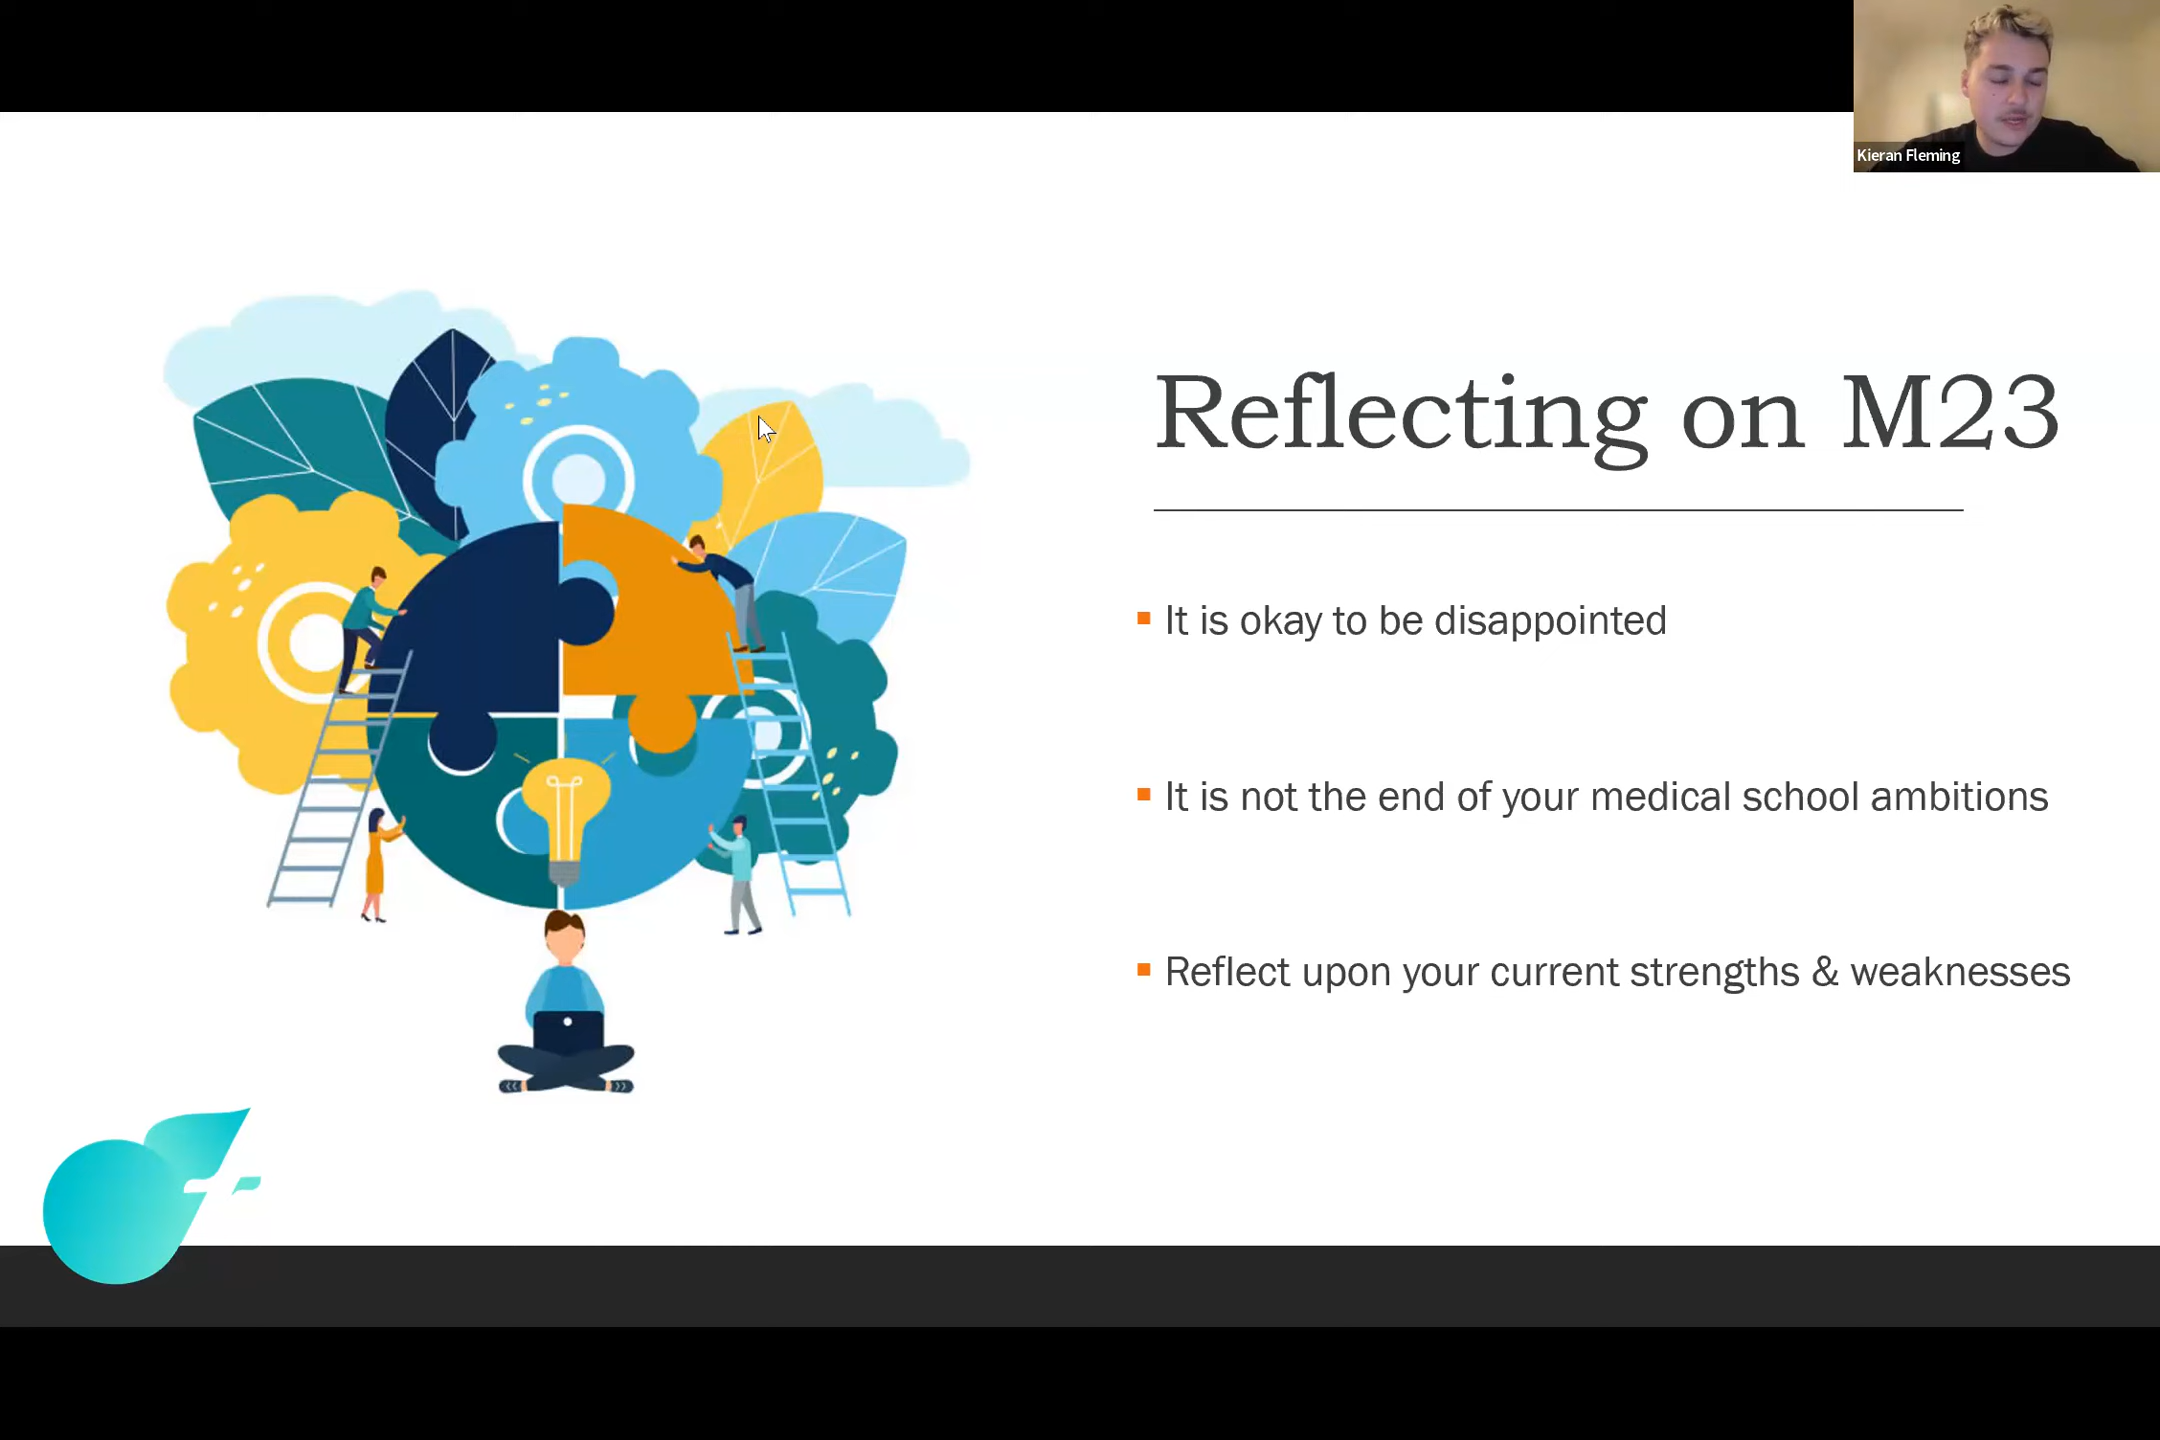 Kieran Fleming
Reflecting on M23
It is okay to be disappointed
It is not the end of your medical school ambitions
Reflect upon your current strengths & weaknesses